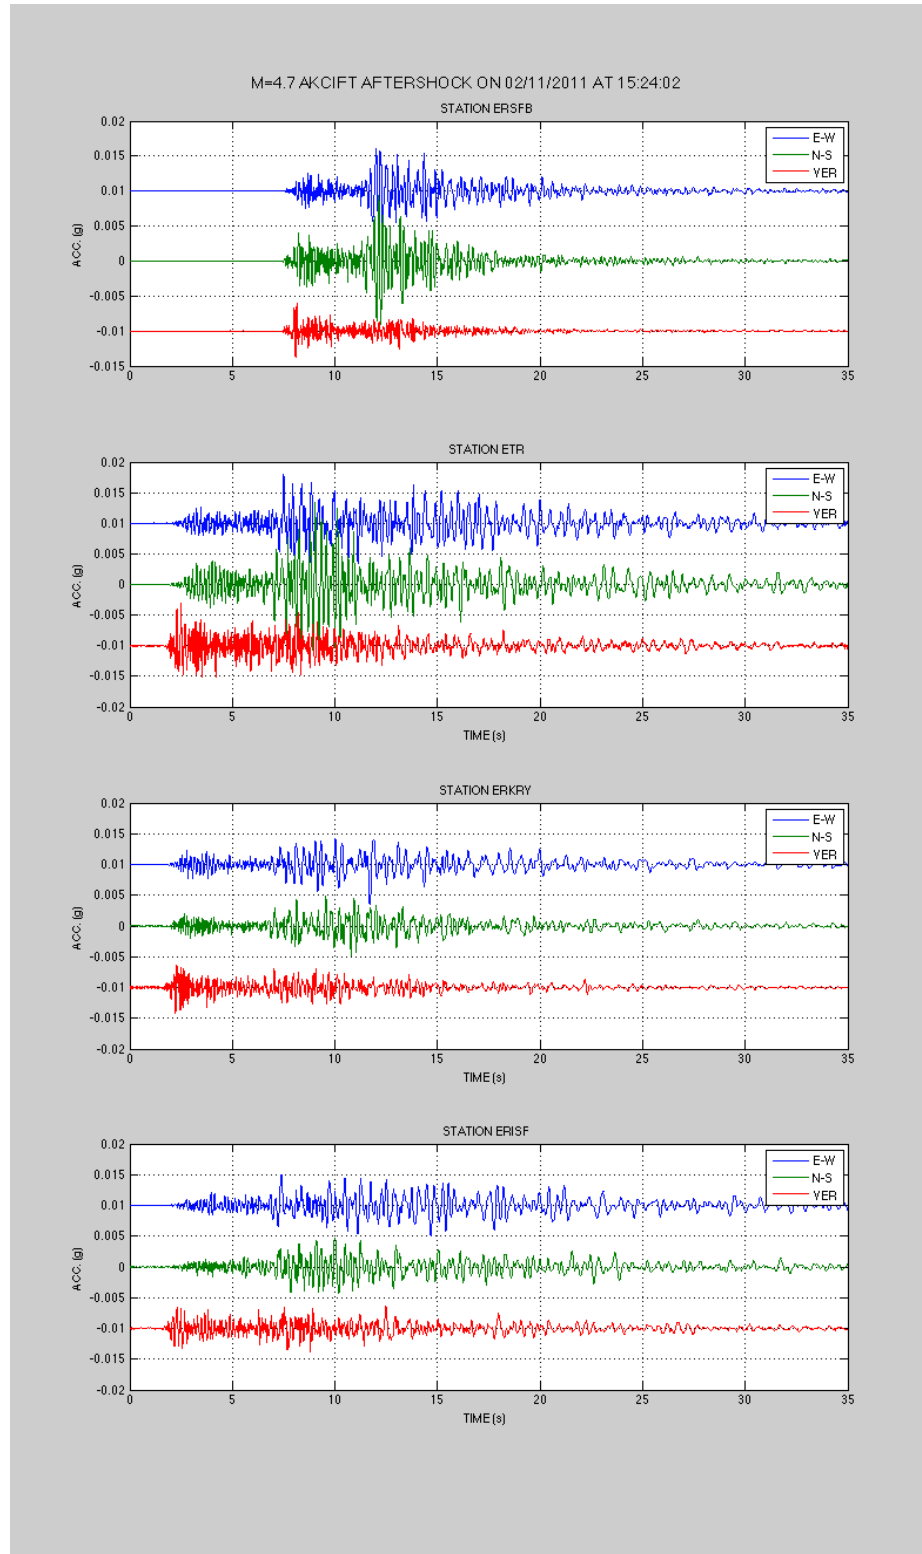 M=4.7 AKCIFT AFTERSHOCK ON 02/11/2011 AT 15:24:02
STATION ERSFB
0.02
0.015
0.01
0.005
0
-0.005
-0.01
-0.015
ACC. (g)
E-W
N-S
VER
0 5 10 15 20 25 30 35
STATION ETR
0.02
0.015
0.01
0.005
0
-0.005
-0.01
-0.015
-0.02
ACC. (g)
E-W
N-S
VER
0 5 10 15 20 25 30 35
TIME (s)
STATION ERKRY
0.02
0.015
0.01
0.005
0
-0.005
-0.01
-0.015
-0.02
ACC. (g)
E-W
N-S
VER
0 5 10 15 20 25 30 35
TIME (s)
STATION ERISF
0.02
0.015
0.01
0.005
0
-0.005
-0.01
-0.015
-0.02
ACC. (g)
E-W
N-S
VER
0 5 10 15 20 25 30 35
TIME (s)